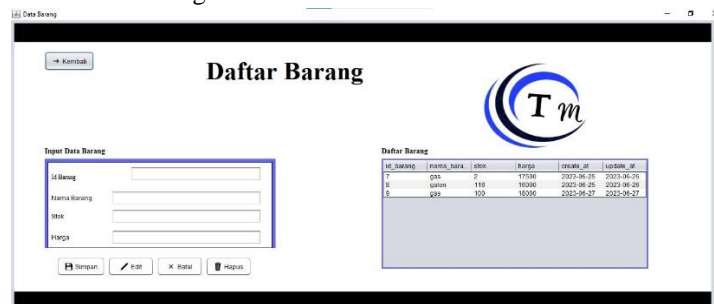 Data Barang
→ Kembali
Daftar Barang
T m
Input Data Barang
Id Barang
Nama Barang
Stok
Harga
Simpan Edit × Batal Hapus
Daftar Barang
id_barang nama_bara... stok harga create_at update_at
7 gas 2 17500 2023-06-25 2023-06-26
8 galon 116 16000 2023-06-25 2023-06-26
9 gas 100 18000 2023-06-27 2023-06-27